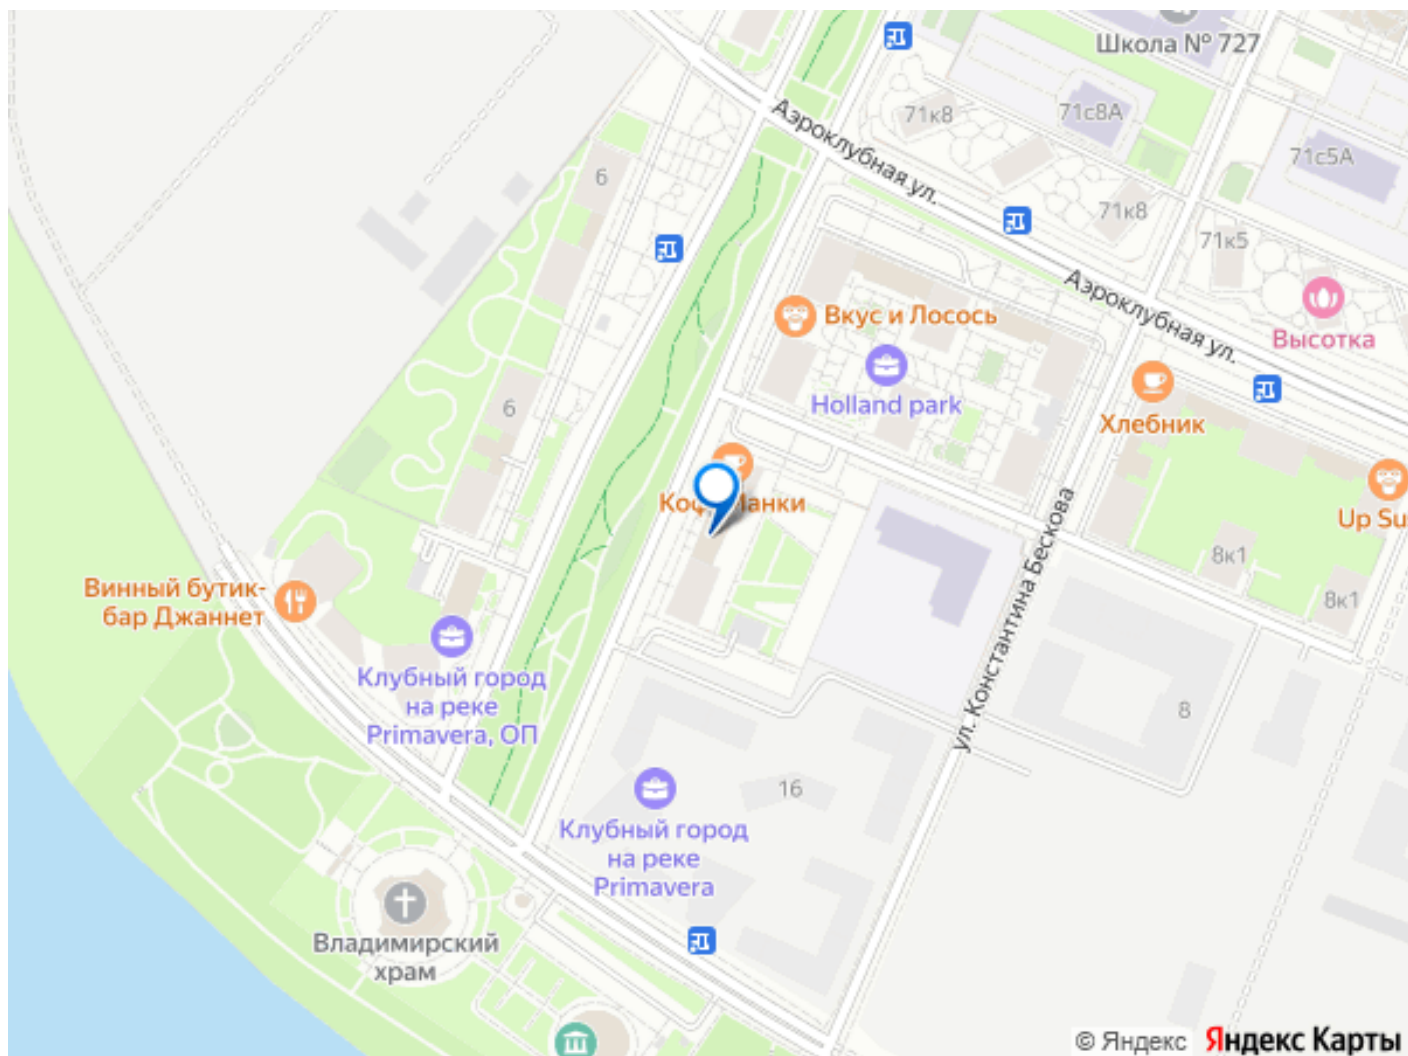 Школа № 727
71к8
71с8А
Аэроклубная ул.
71с5А
6
71к8
71к5
Вкус и Лосось
Аэроклубная ул.
Высотка
Holland park
Хлебник
6
Up Su
8к1
ул. Константина Бескова
Винный бутик-
бар Джаннет
8к1
Клубный город
на реке
Primavera, ОП
8
16
Клубный город
на реке
Primavera
Владимирский
храм
© Яндекс Яндекс Карты